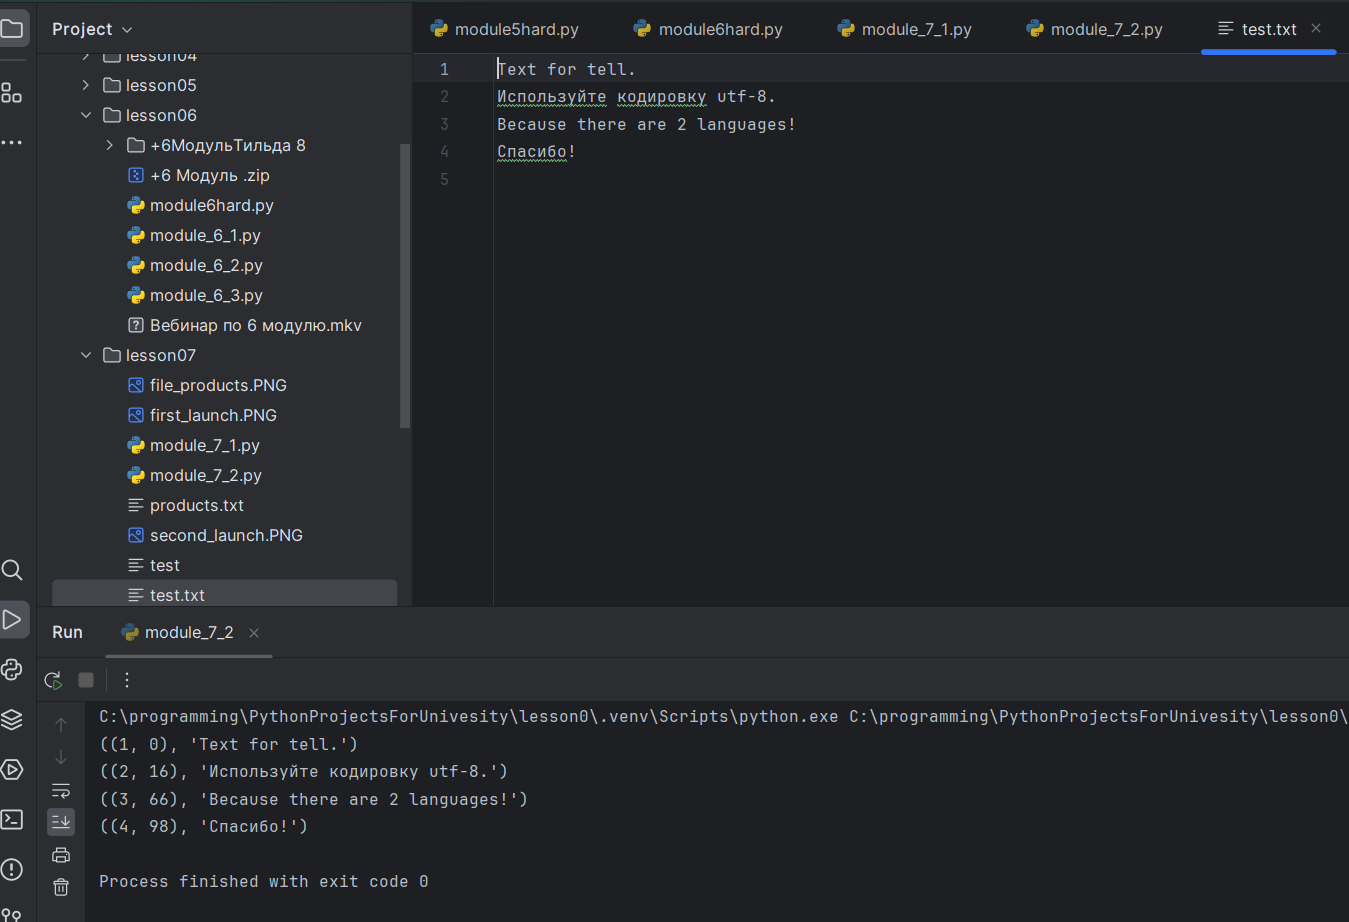 Project
module5hard.py
module6hard.py
module_7_1.py
module_7_2.py
test.txt
lesson04
lesson05
lesson06
+6МодульТильда 8
+6 Модуль .zip
module6hard.py
module_6_1.py
module_6_2.py
module_6_3.py
Вебинар по 6 модулю.mkv
lesson07
file_products.PNG
first_launch.PNG
module_7_1.py
module_7_2.py
products.txt
second_launch.PNG
test
test.txt
1 Text for tell.
2 Используйте кодировку utf-8.
3 Because there are 2 languages!
4 Спасибо!
5
Run
module_7_2
C:\programming\PythonProjectsForUnivesity\lesson0\.venv\Scripts\python.exe C:\programming\PythonProjectsForUnivesity\lesson0\
((1, 0), 'Text for tell.')
((2, 16), 'Используйте кодировку utf-8.')
((3, 66), 'Because there are 2 languages!')
((4, 98), 'Спасибо!')
Process finished with exit code 0